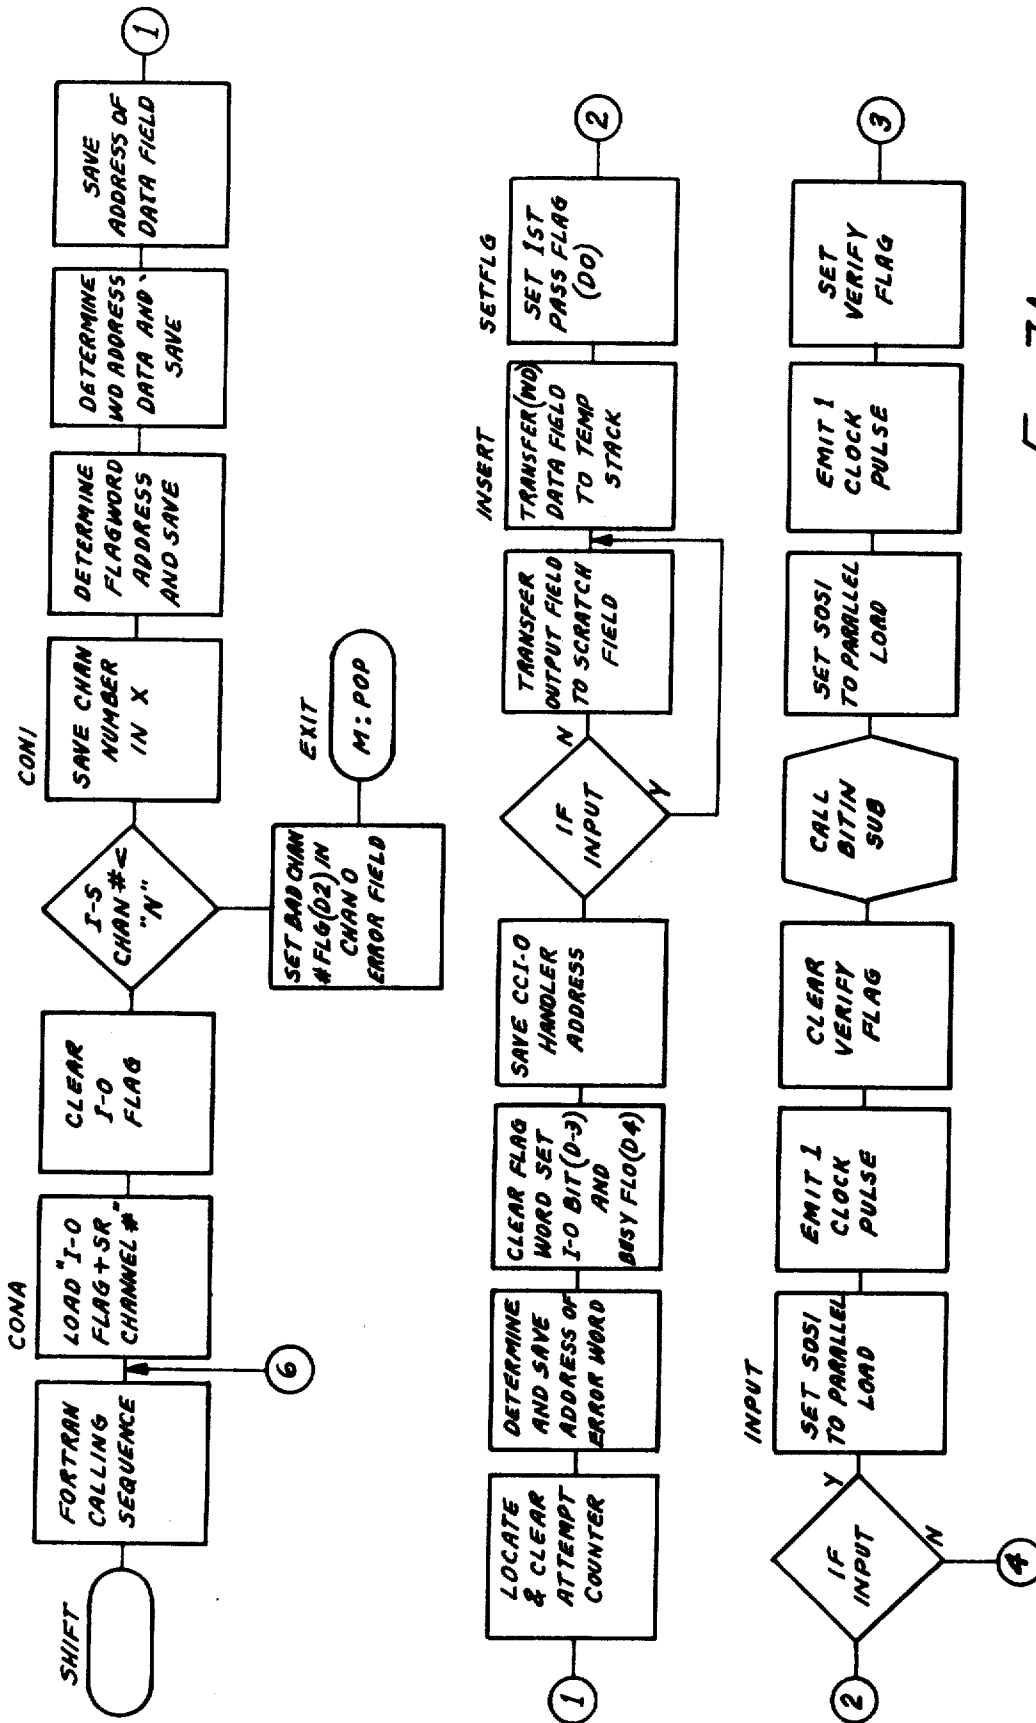 SHIFT
FORTRAN
CALLING
SEQUENCE
6
CONA
LOAD "I-O
FLAG+SR
CHANNEL#"
CLEAR
I-O
FLAG
I-S
CHAN#<
"N"
SET BAD CHAN
#FLG(D2) IN
CHAN O
ERROR FIELD
EXIT
M:POP
CON1
SAVE CHAN
NUMBER
IN X
DETERMINE
FLAGWORD
ADDRESS
AND SAVE
DETERMINE
WD ADDRESS
DATA AND
SAVE
SAVE
ADDRESS OF
DATA FIELD
1
1
LOCATE
& CLEAR
ATTEMPT
COUNTER
DETERMINE
AND SAVE
ADDRESS OF
ERROR WORD
CLEAR FLAG
WORD SET
I-O BIT(D-3)
AND
BUSY FLO(D4)
SAVE CCI-O
HANDLER
ADDRESS
IF
INPUT
N
Y
TRANSFER
OUTPUT FIELD
TO SCRATCH
FIELD
INSERT
TRANSFER(WD)
DATA FIELD
TO TEMP
STACK
SETFLG
SET 1ST
PASS FLAG
(DO)
2
2
IF
INPUT
Y
N
4
INPUT
SET SOSI
TO PARALLEL
LOAD
EMIT 1
CLOCK
PULSE
CLEAR
VERIFY
FLAG
CALL
BITIN
SUB
SET SOSI
TO PARALLEL
LOAD
EMIT 1
CLOCK
PULSE
SET
VERIFY
FLAG
3